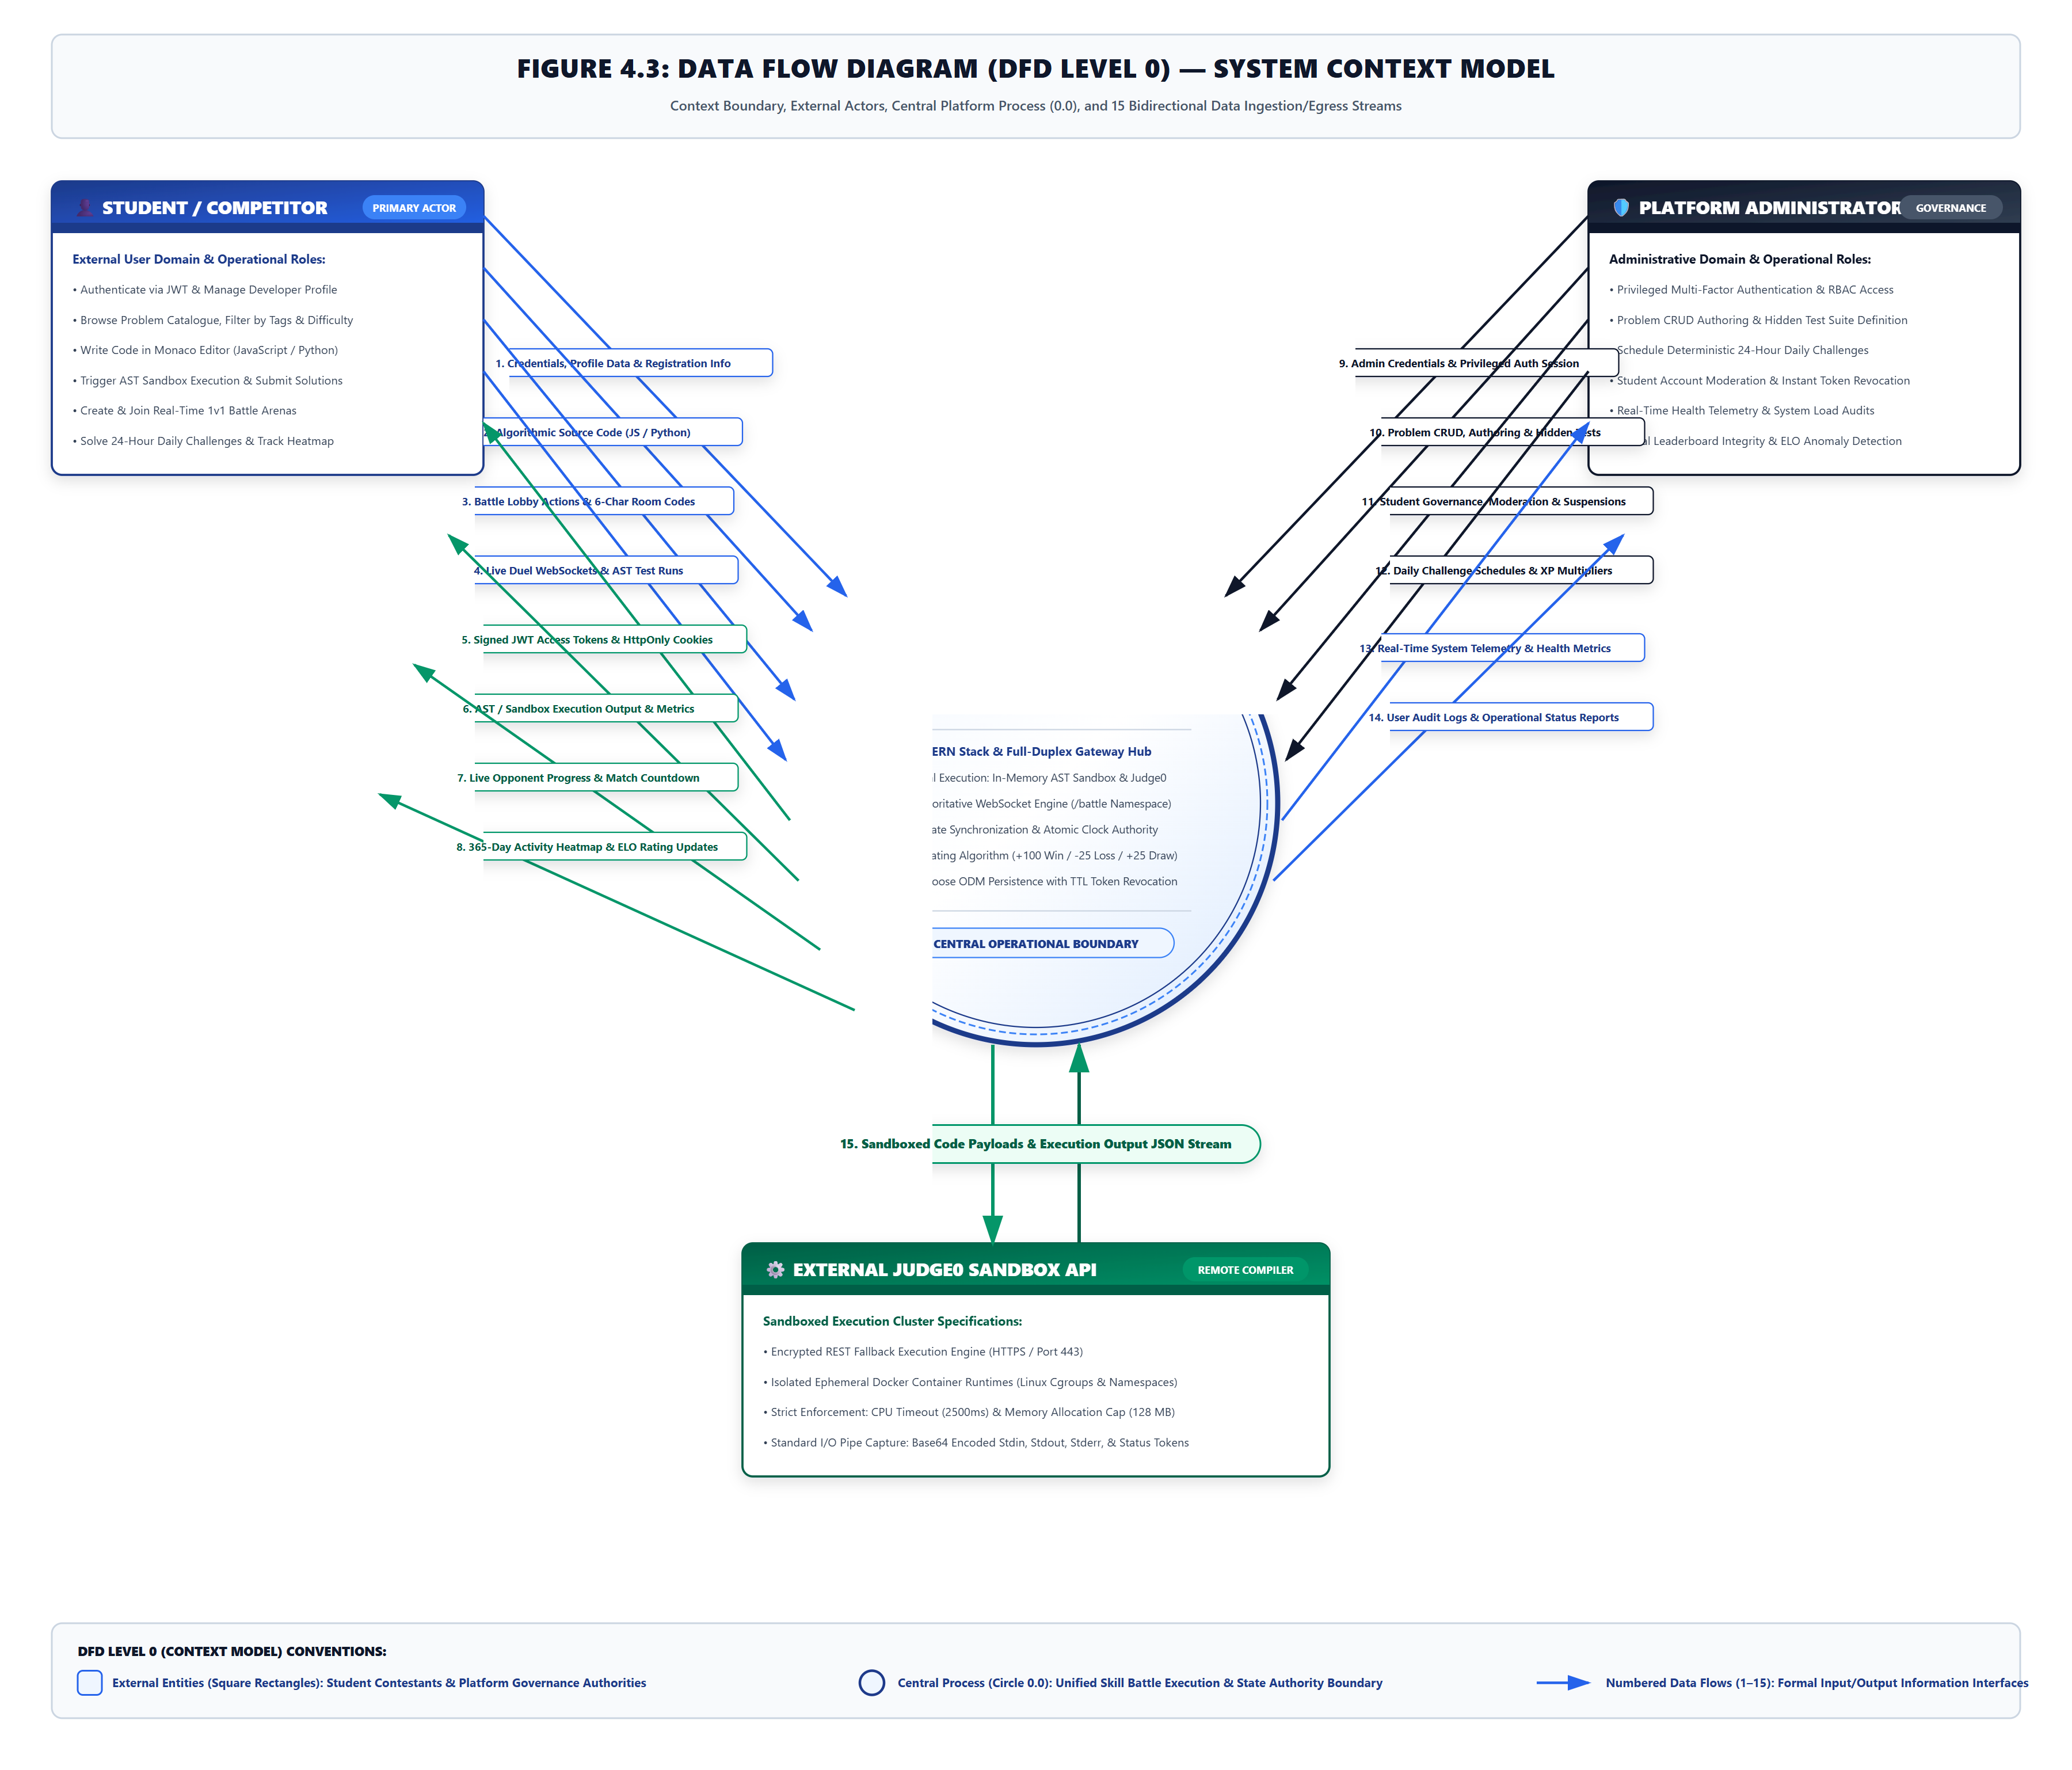 FIGURE 4.3: DATA FLOW DIAGRAM (DFD LEVEL 0) — SYSTEM CONTEXT MODEL
Context Boundary, External Actors, Central Platform Process (0.0), and 15 Bidirectional Data Ingestion/Egress Streams
STUDENT / COMPETITOR
PRIMARY ACTOR
External User Domain & Operational Roles:
• Authenticate via JWT & Manage Developer Profile
• Browse Problem Catalogue, Filter by Tags & Difficulty
• Write Code in Monaco Editor (JavaScript / Python)
• Trigger AST Sandbox Execution & Submit Solutions
• Create & Join Real-Time 1v1 Battle Arenas
• Solve 24-Hour Daily Challenges & Track Heatmap
PLATFORM ADMINISTRATOR
GOVERNANCE
Administrative Domain & Operational Roles:
• Privileged Multi-Factor Authentication & RBAC Access
• Problem CRUD Authoring & Hidden Test Suite Definition
Schedule Deterministic 24-Hour Daily Challenges
• Student Account Moderation & Instant Token Revocation
• Real-Time Health Telemetry & System Load Audits
al Leaderboard Integrity & ELO Anomaly Detection
1. Credentials, Profile Data & Registration Info
2. Algorithmic Source Code (JS / Python)
3. Battle Lobby Actions & 6-Char Room Codes
4. Live Duel WebSockets & AST Test Runs
5. Signed JWT Access Tokens & HttpOnly Cookies
6. AST / Sandbox Execution Output & Metrics
7. Live Opponent Progress & Match Countdown
8. 365-Day Activity Heatmap & ELO Rating Updates
9. Admin Credentials & Privileged Auth Session
10. Problem CRUD, Authoring & Hidden Tests
11. Student Governance, Moderation & Suspensions
12. Daily Challenge Schedules & XP Multipliers
13. Real-Time System Telemetry & Health Metrics
14. User Audit Logs & Operational Status Reports
ERN Stack & Full-Duplex Gateway Hub
l Execution: In-Memory AST Sandbox & Judge0
oritative WebSocket Engine (/battle Namespace)
ate Synchronization & Atomic Clock Authority
ating Algorithm (+100 Win / -25 Loss / +25 Draw)
oose ODM Persistence with TTL Token Revocation
CENTRAL OPERATIONAL BOUNDARY
15. Sandboxed Code Payloads & Execution Output JSON Stream
EXTERNAL JUDGE0 SANDBOX API
REMOTE COMPILER
Sandboxed Execution Cluster Specifications:
• Encrypted REST Fallback Execution Engine (HTTPS / Port 443)
• Isolated Ephemeral Docker Container Runtimes (Linux Cgroups & Namespaces)
• Strict Enforcement: CPU Timeout (2500ms) & Memory Allocation Cap (128 MB)
• Standard I/O Pipe Capture: Base64 Encoded Stdin, Stdout, Stderr, & Status Tokens
DFD LEVEL 0 (CONTEXT MODEL) CONVENTIONS:
External Entities (Square Rectangles): Student Contestants & Platform Governance Authorities
Central Process (Circle 0.0): Unified Skill Battle Execution & State Authority Boundary
Numbered Data Flows (1–15): Formal Input/Output Information Interfaces